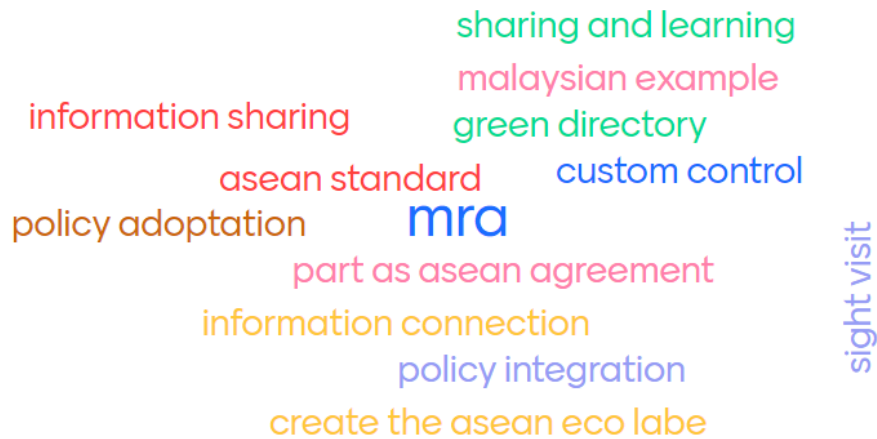 sharing and learning
malaysian example
information sharing
green directory
custom control
asean standard
mra
policy adoptation
sight visit
part as asean agreement
information connection
policy integration
create the asean eco labe